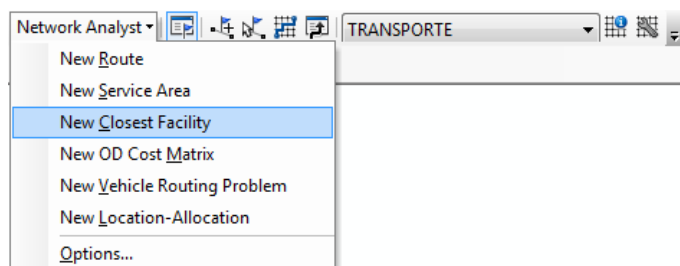 Network Analyst TRANSPORTE
New Route
New Service Area
New Closest Facility
New OD Cost Matrix
New Vehicle Routing Problem
New Location-Allocation
Options...